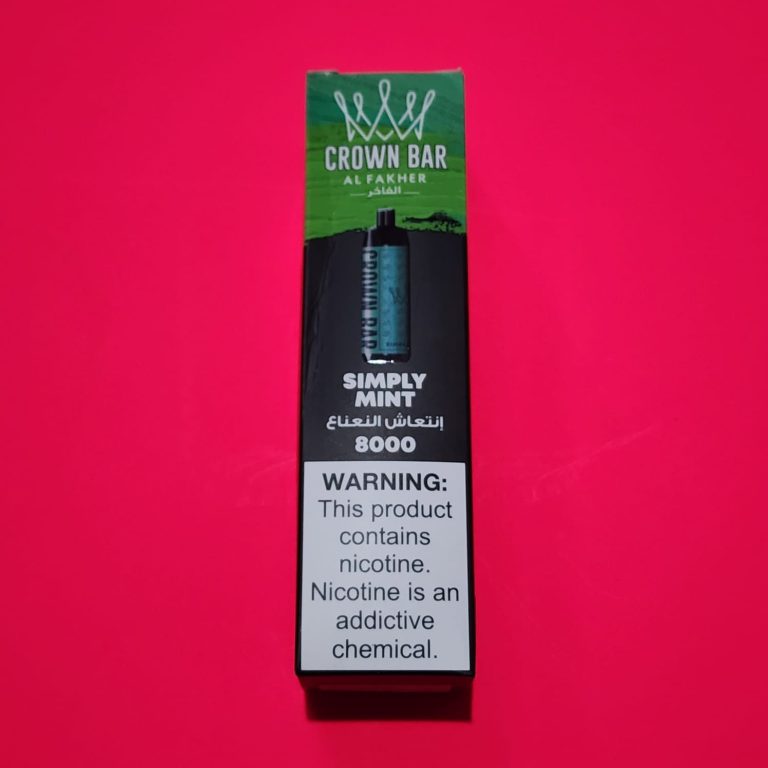 CROWN BAR
AL FAKHER
الفاخر
CROWN BAR
SIMPLY
MINT
إنتعاش النعناع
8000
WARNING:
This product
contains
nicotine.
Nicotine is an
addictive
chemical.